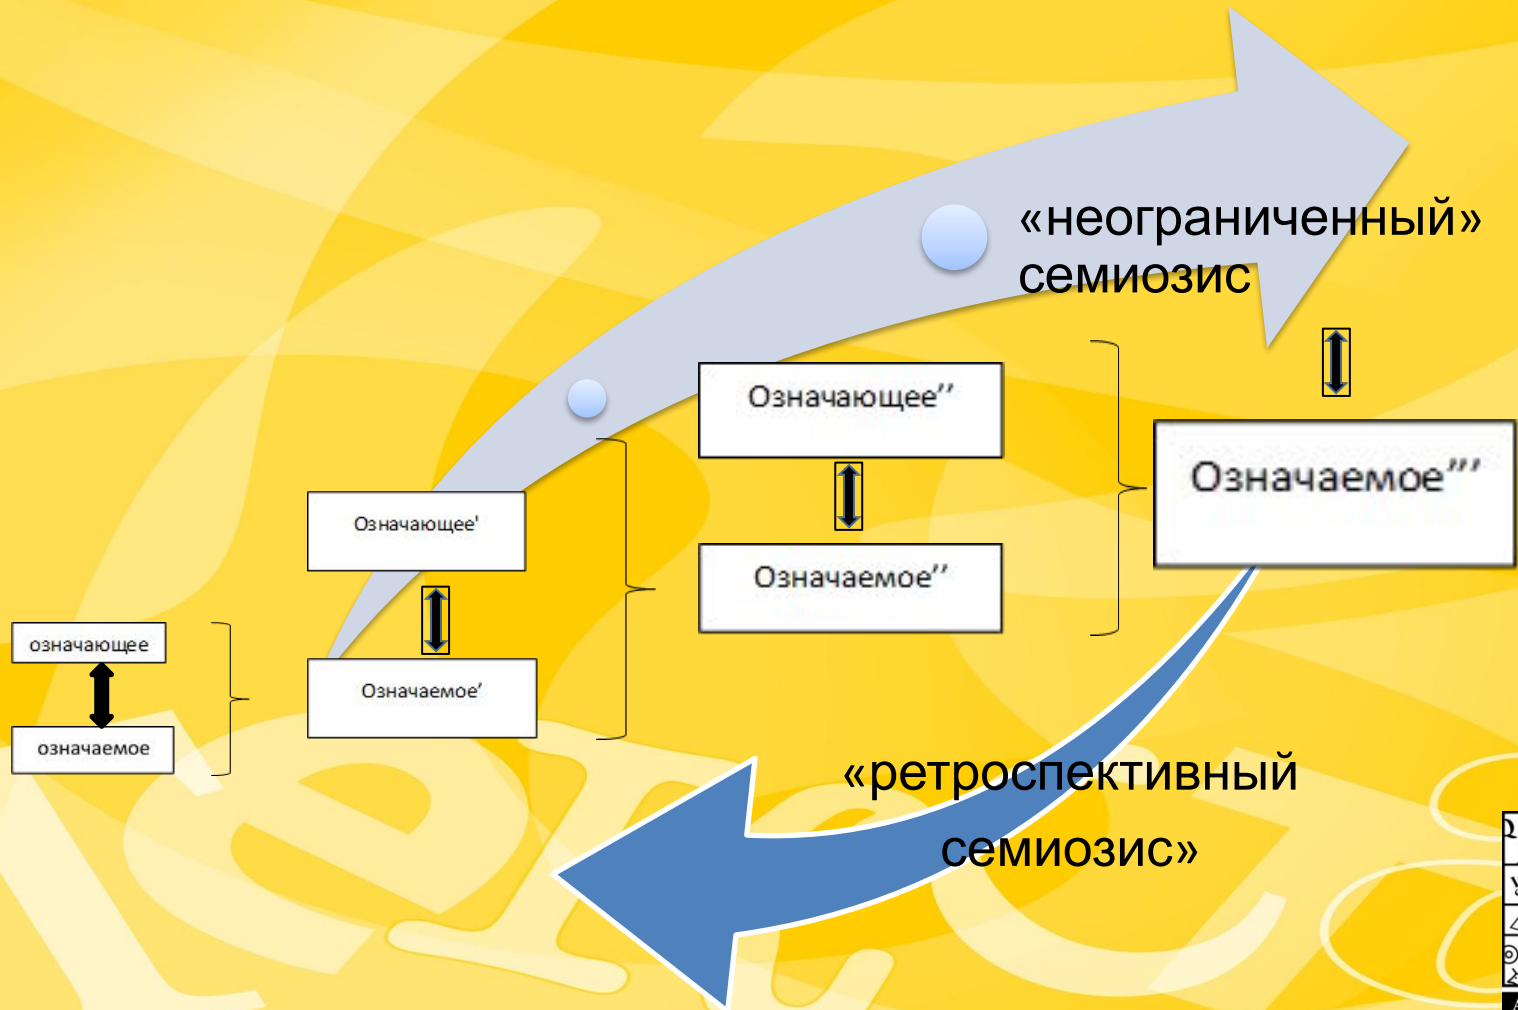 «неограниченный»
семиозис
Означающее′′
Означаемое′′′
Означающее'
Означаемое′′
означающее
Означаемое′
означаемое
«ретроспективный
семиозис»